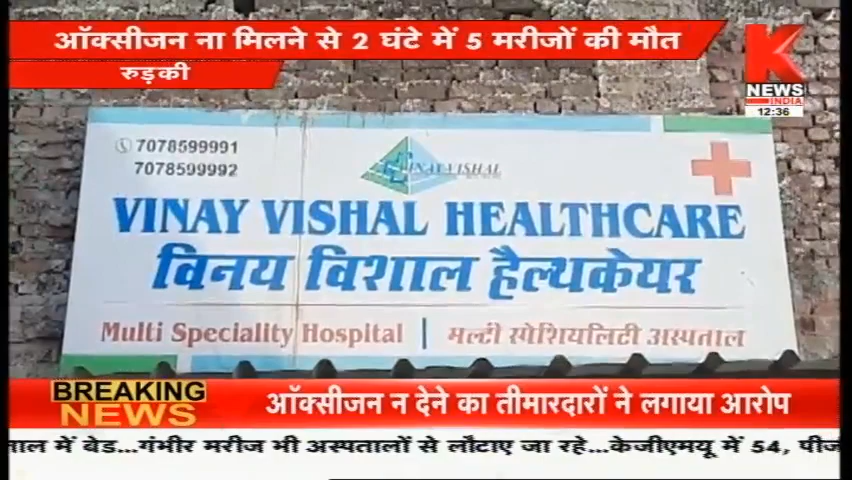 ऑक्सीजन ना मिलने से 2 घंटे में 5 मरीजों की मौत
रुड़की
K
NEWS
INDIA
12:36
7078599991
7078599992
VINAY VISHAL
VINAY VISHAL HEALTHCARE
विनय विशाल हैल्थकेयर
Multi Speciality Hospital | मल्टी स्पेशियलिटी अस्पताल
BREAKING
NEWS
ऑक्सीजन न देने का तीमारदारों ने लगाया आरोप
ताल में बेड...गंभीर मरीज भी अस्पतालों से लौटाए जा रहे...केजीएमयू में 54, पीज